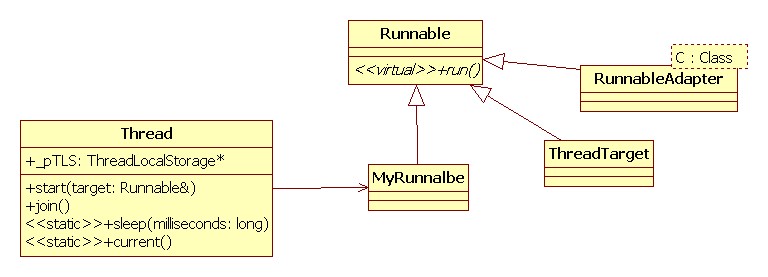 Runnable
<<virtual>>+run()
C : Class
RunnableAdapter
Thread
+_pTLS: ThreadLocalStorage*
+start(target: Runnable&)
+join()
<<static>>+sleep(milliseconds: long)
<<static>>+current()
MyRunnalbe
ThreadTarget